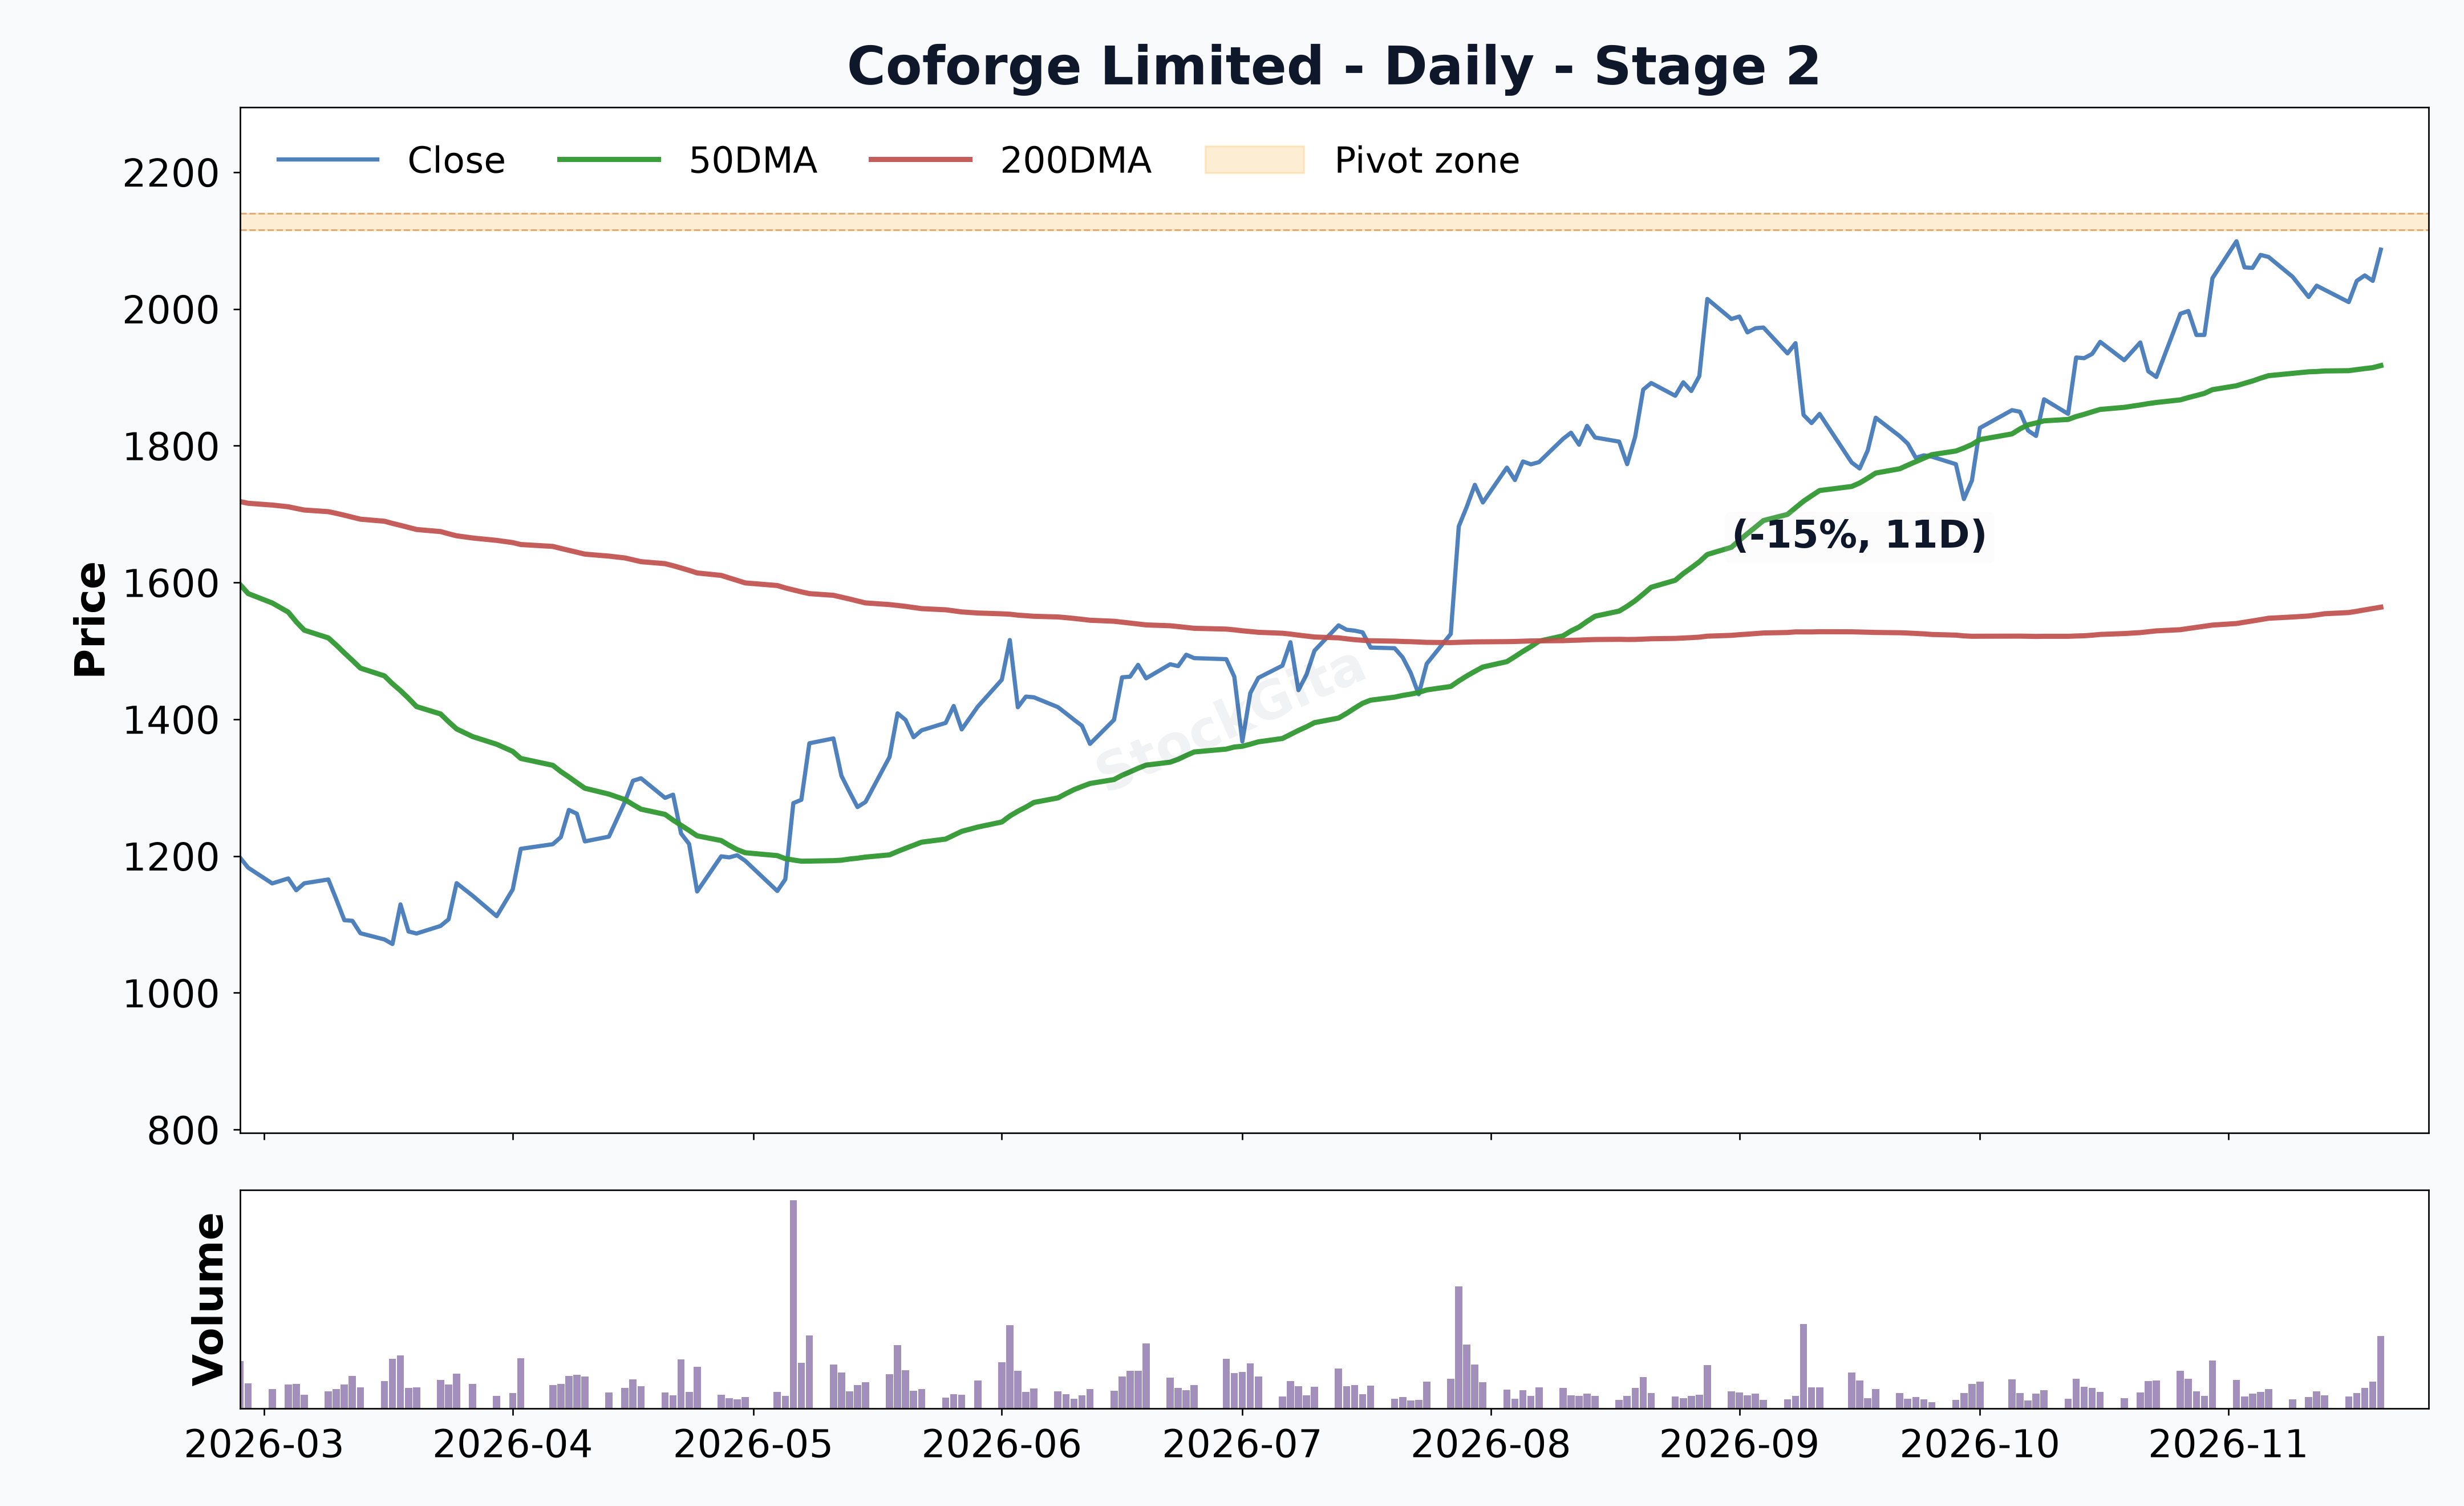 Coforge Limited - Daily - Stage 2
Close 50DMA 200DMA Pivot zone
2200
2000
1800
1600
1400
1200
1000
800
Price
(-15%, 11D)
StockGita
Volume
2026-03 2026-04 2026-05 2026-06 2026-07 2026-08 2026-09 2026-10 2026-11